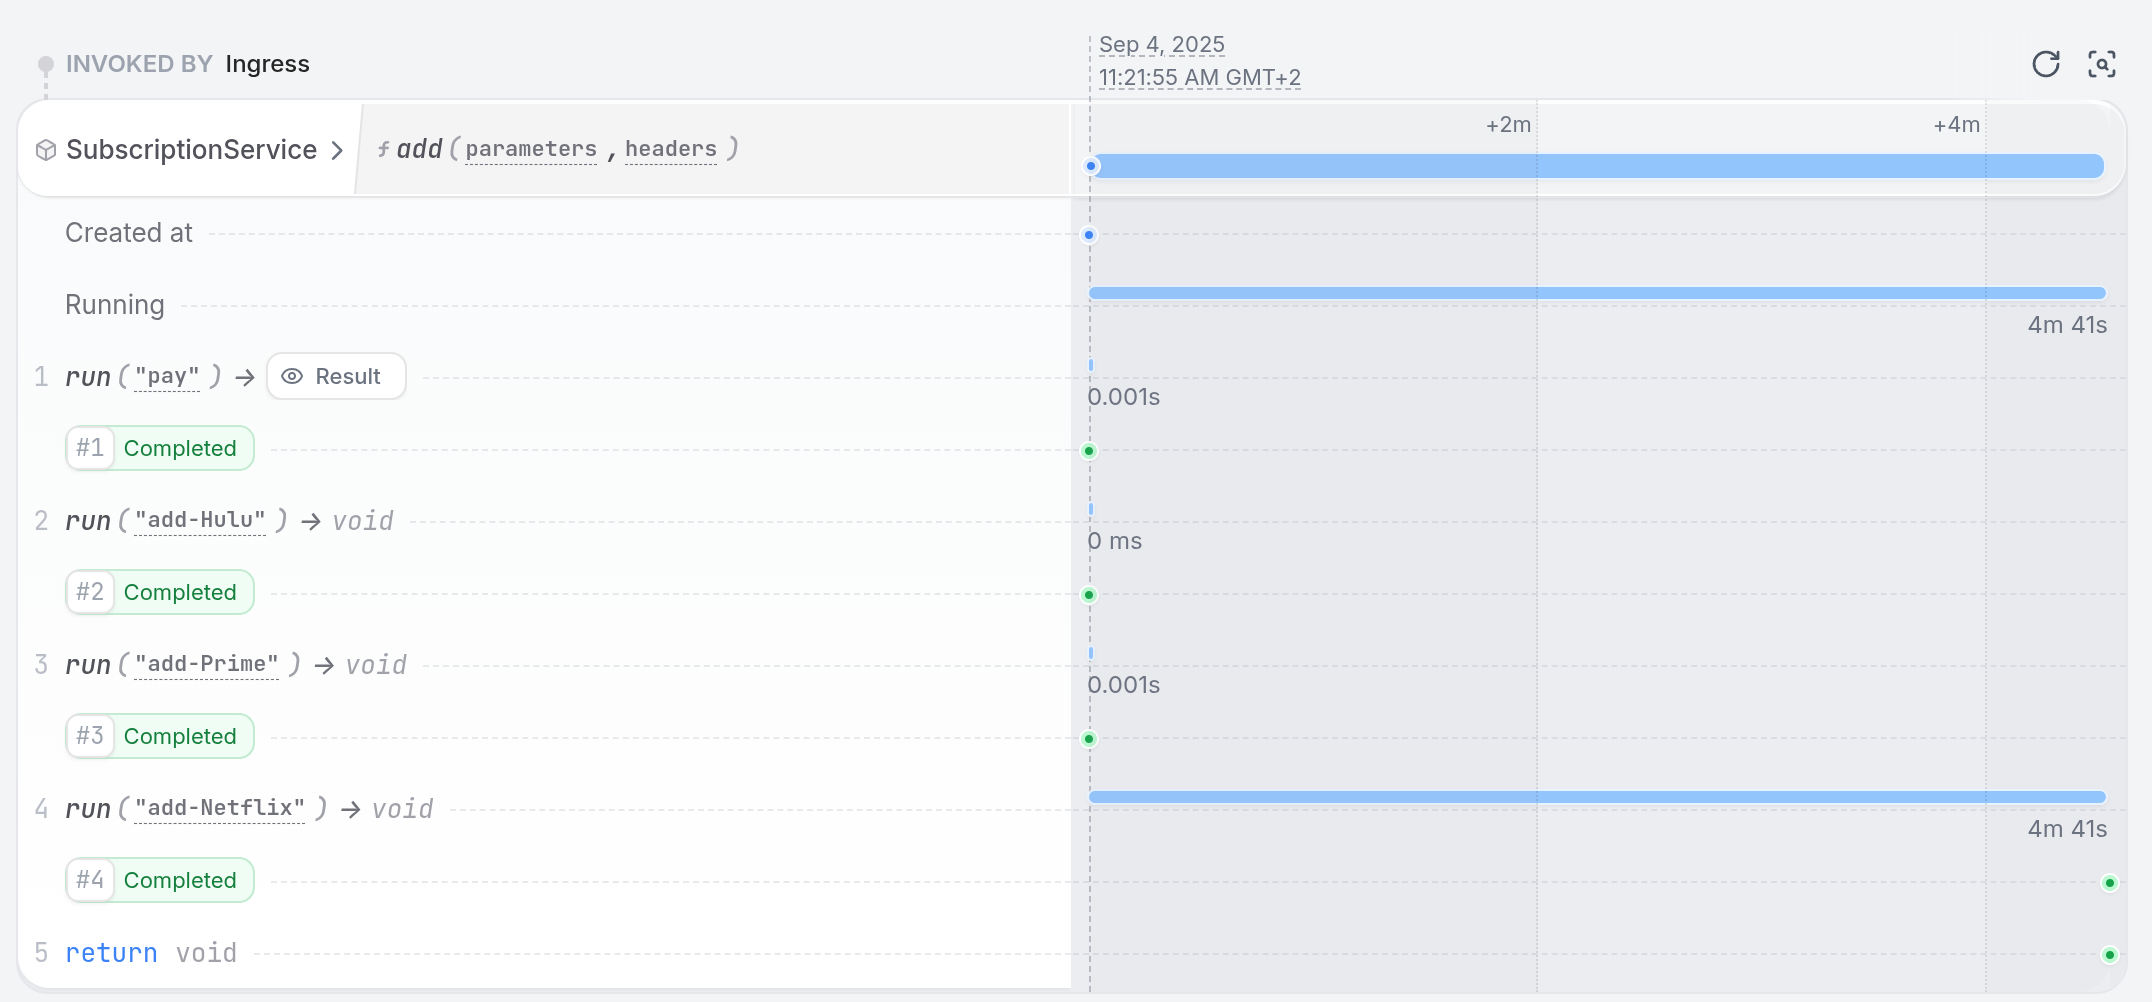 INVOKED BY Ingress
Sep 4, 2025
11:21:55 AM GMT+2
SubscriptionService
f add(parameters, headers)
+2m
+4m
Created at
Running
4m 41s
1 run("pay") → Result
0.001s
#1 Completed
2 run("add-Hulu") → void
0 ms
#2 Completed
3 run("add-Prime") → void
0.001s
#3 Completed
4 run("add-Netflix") → void
4m 41s
#4 Completed
5 return void